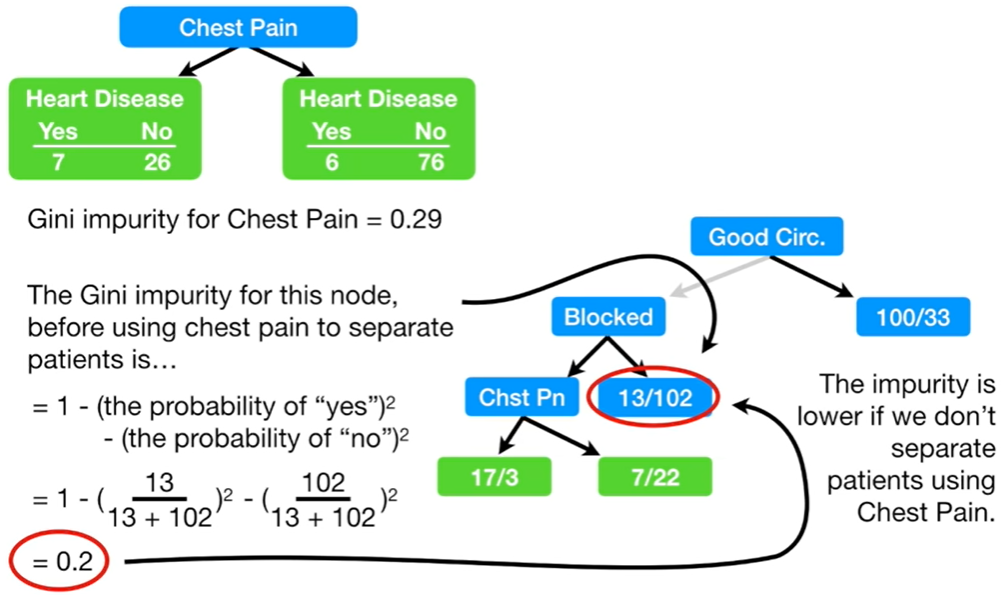 Chest Pain
Heart Disease
Yes No
7 26
Heart Disease
Yes No
6 76
Gini impurity for Chest Pain = 0.29
The Gini impurity for this node,
before using chest pain to separate
patients is…
= 1 - (the probability of “yes”)²
- (the probability of “no”)²
= 1 - ( 13 / 13 + 102 )² - ( 102 / 13 + 102 )²
= 0.2
Good Circ.
Blocked
100/33
Chst Pn
13/102
17/3
7/22
The impurity is
lower if we don’t
separate
patients using
Chest Pain.